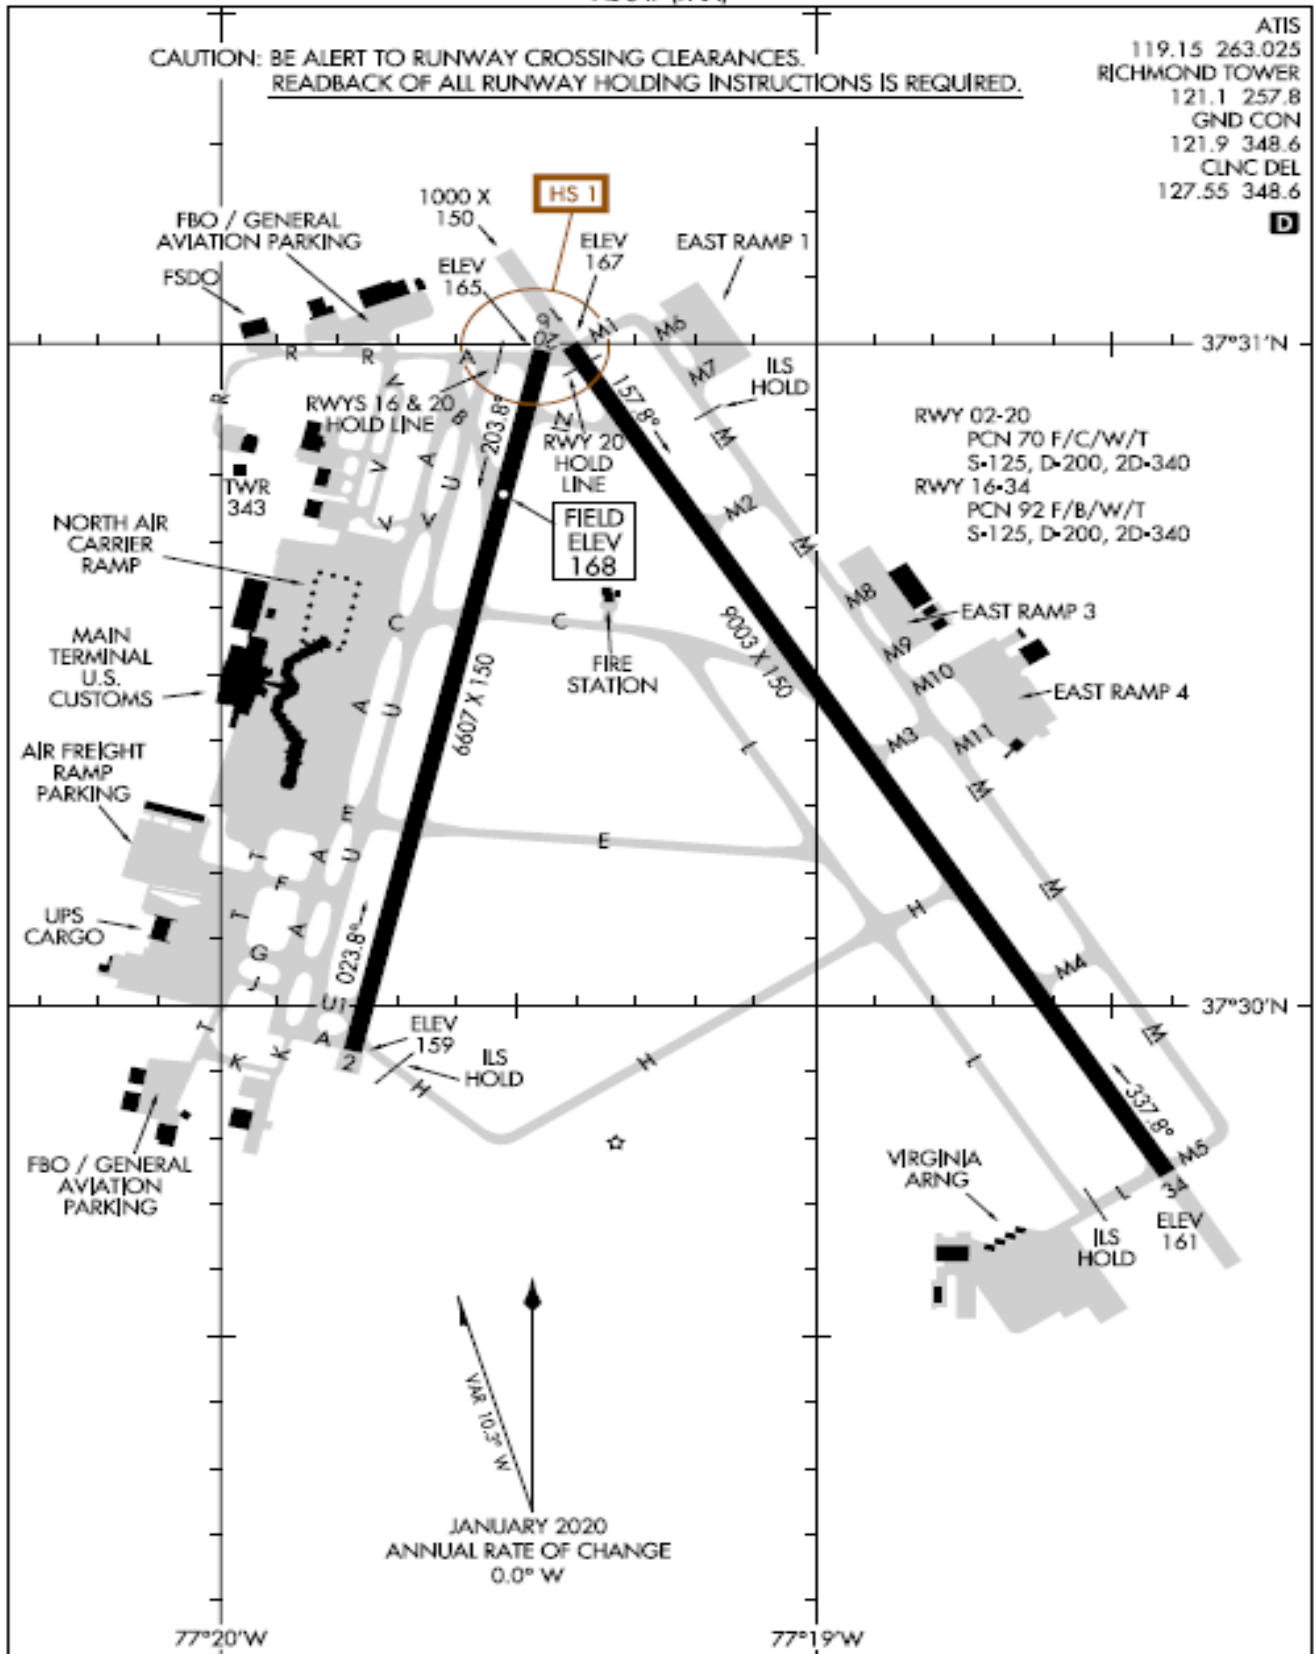 CAUTION: BE ALERT TO RUNWAY CROSSING CLEARANCES.
READBACK OF ALL RUNWAY HOLDING INSTRUCTIONS IS REQUIRED.
ATIS
119.15 263.025
RICHMOND TOWER
121.1 257.8
GND CON
121.9 348.6
CLNC DEL
127.55 348.6
D
HS 1
1000 X
150
FBO / GENERAL
AVIATION PARKING
FSDO
ELEV
165
ELEV
167
EAST RAMP 1
16
20
M1
M6
M7
37°31'N
R
R
R
A
V
V
B
N
157.8°
203.8°
ILS
HOLD
RWYS 16 & 20
HOLD LINE
RWY 20
HOLD
LINE
RWY 02-20
PCN 70 F/C/W/T
S-125, D-200, 2D-340
RWY 16-34
PCN 92 F/B/W/T
S-125, D-200, 2D-340
V
A
U
V
V
M
M2
M
TWR
343
FIELD
ELEV
168
NORTH AIR
CARRIER
RAMP
M8
EAST RAMP 3
C
C
9003 X 150
FIRE
STATION
M9
M10
EAST RAMP 4
MAIN
TERMINAL
U.S.
CUSTOMS
6607 X 150
A
U
L
M3
M11
M
AIR FREIGHT
RAMP
PARKING
E
E
T
A
U
F
T
A
G
J
H
M
UPS
CARGO
023.8°
M4
U1
37°30'N
T
K
K
A
2
ELEV
159
ILS
HOLD
H
H
L
M
337.8°
FBO / GENERAL
AVIATION
PARKING
VIRGINIA
ARNG
M5
L
34
ELEV
161
ILS
HOLD
VAR 10.3° W
JANUARY 2020
ANNUAL RATE OF CHANGE
0.0° W
77°20'W
77°19'W